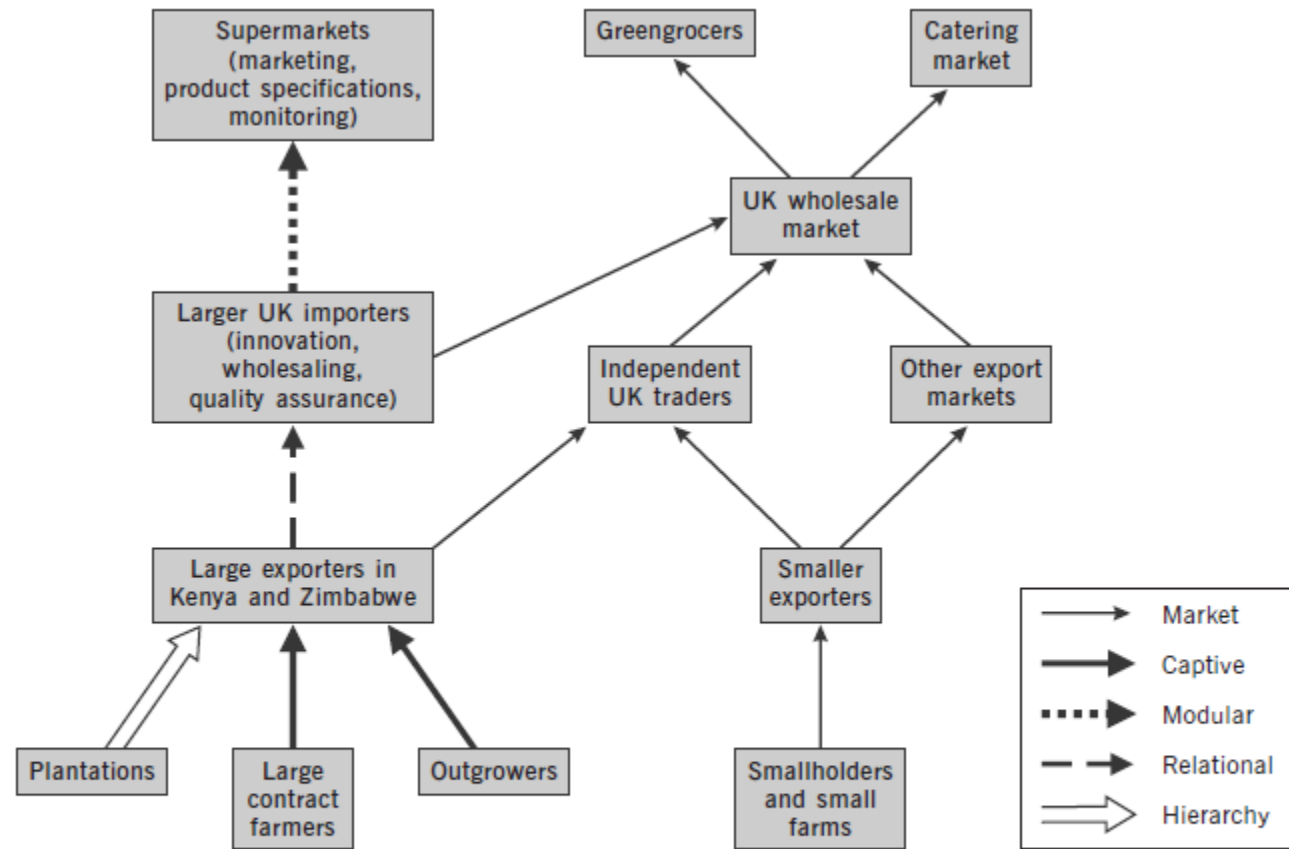 Supermarkets
(marketing,
product specifications,
monitoring)
Greengrocers
Catering
market
UK wholesale
market
Larger UK importers
(innovation,
wholesaling,
quality assurance)
Independent
UK traders
Other export
markets
Large exporters in
Kenya and Zimbabwe
Smaller
exporters
Plantations
Large
contract
farmers
Outgrowers
Smallholders
and small
farms
Market
Captive
Modular
Relational
Hierarchy